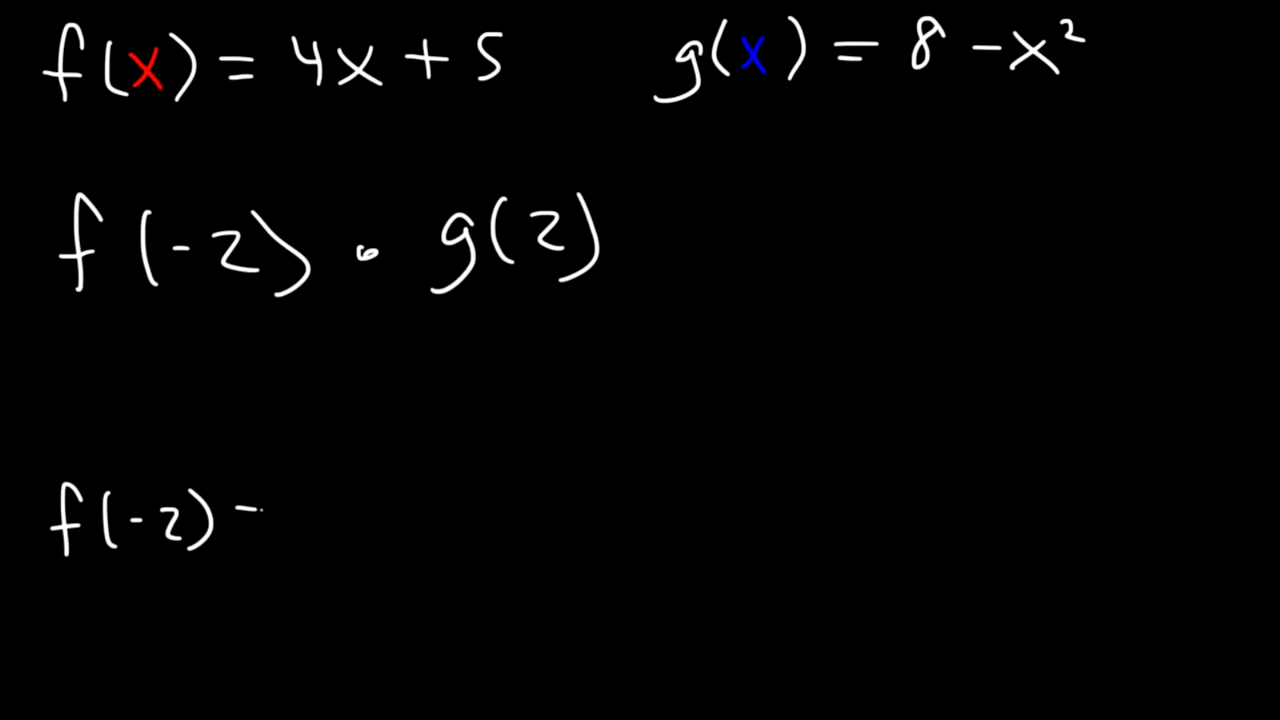 f(x) = 4x + 5 g(x) = 8 - x²
f(-2) • g(2)
f(-2) -